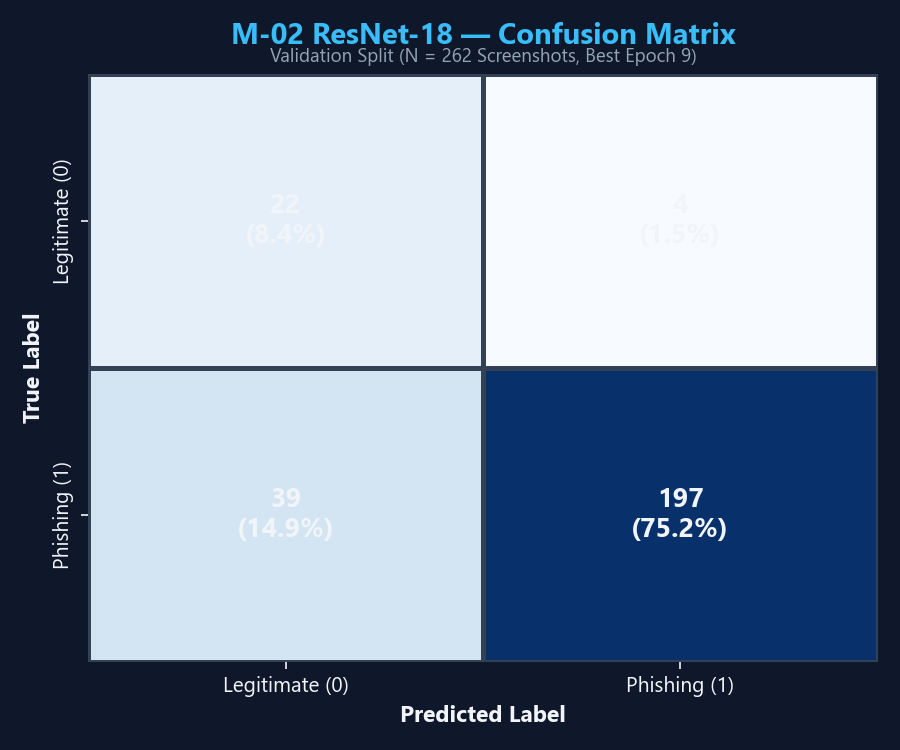 M-02 ResNet-18 — Confusion Matrix
Validation Split (N = 262 Screenshots, Best Epoch 9)
True Label
Legitimate (0)
22
(8.4%)
4
(1.5%)
Phishing (1)
39
(14.9%)
197
(75.2%)
Legitimate (0)
Phishing (1)
Predicted Label